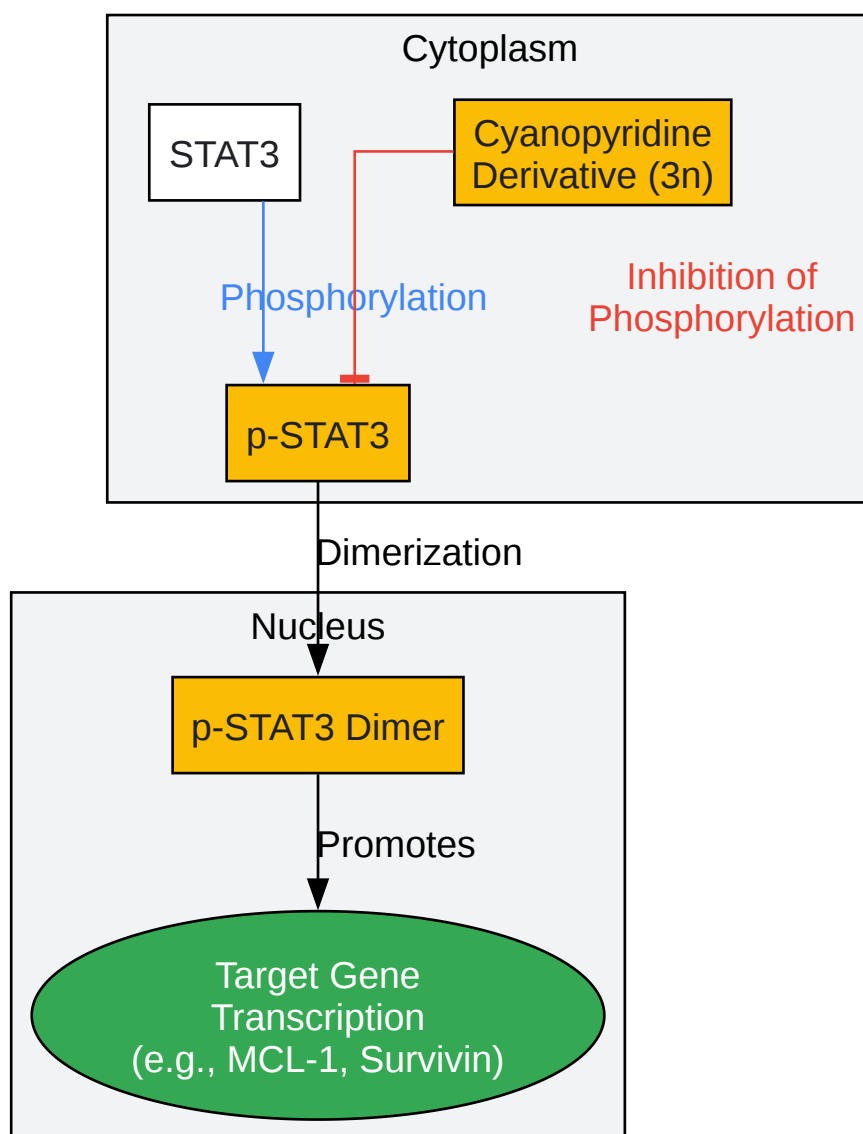 Cytoplasm
STAT3
Cyanopyridine
Derivative (3n)
Phosphorylation
Inhibition of
Phosphorylation
p-STAT3
Dimerization
Nucleus
p-STAT3 Dimer
Promotes
Target Gene
Transcription
(e.g., MCL-1, Survivin)